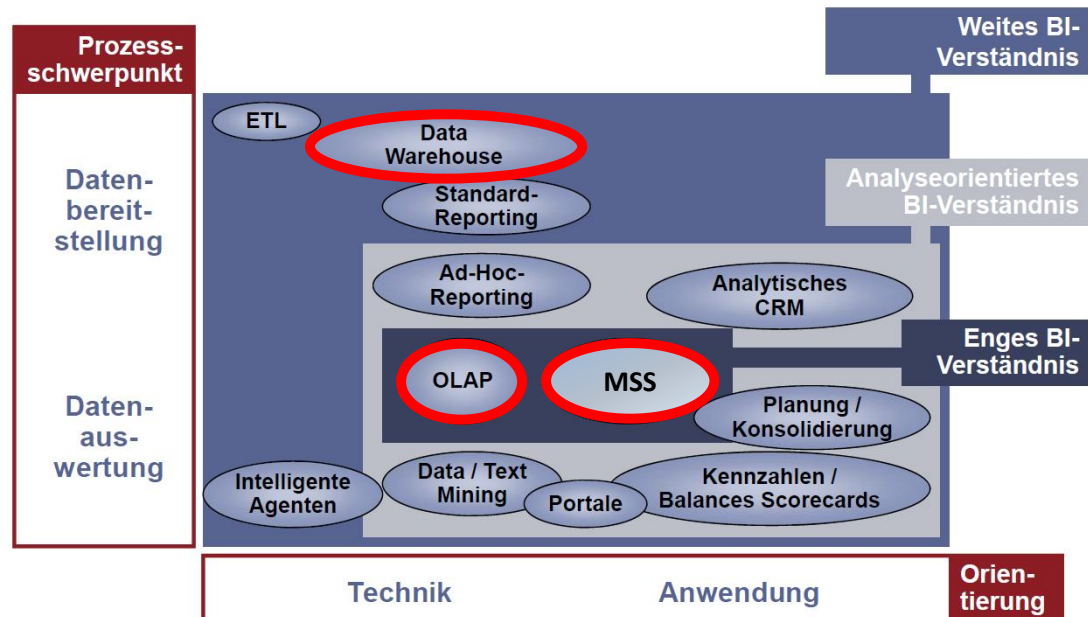 Prozess-
schwerpunkt
Weites BI-
Verständnis
ETL
Data
Warehouse
Daten-
bereit-
stellung
Standard-
Reporting
Analyseorientiertes
BI-Verständnis
Ad-Hoc-
Reporting
Analytisches
CRM
Enges BI-
Verständnis
OLAP
MSS
Daten-
aus-
wertung
Planung /
Konsolidierung
Intelligente
Agenten
Data / Text
Mining
Portale
Kennzahlen /
Balances Scorecards
Technik
Anwendung
Orien-
tierung